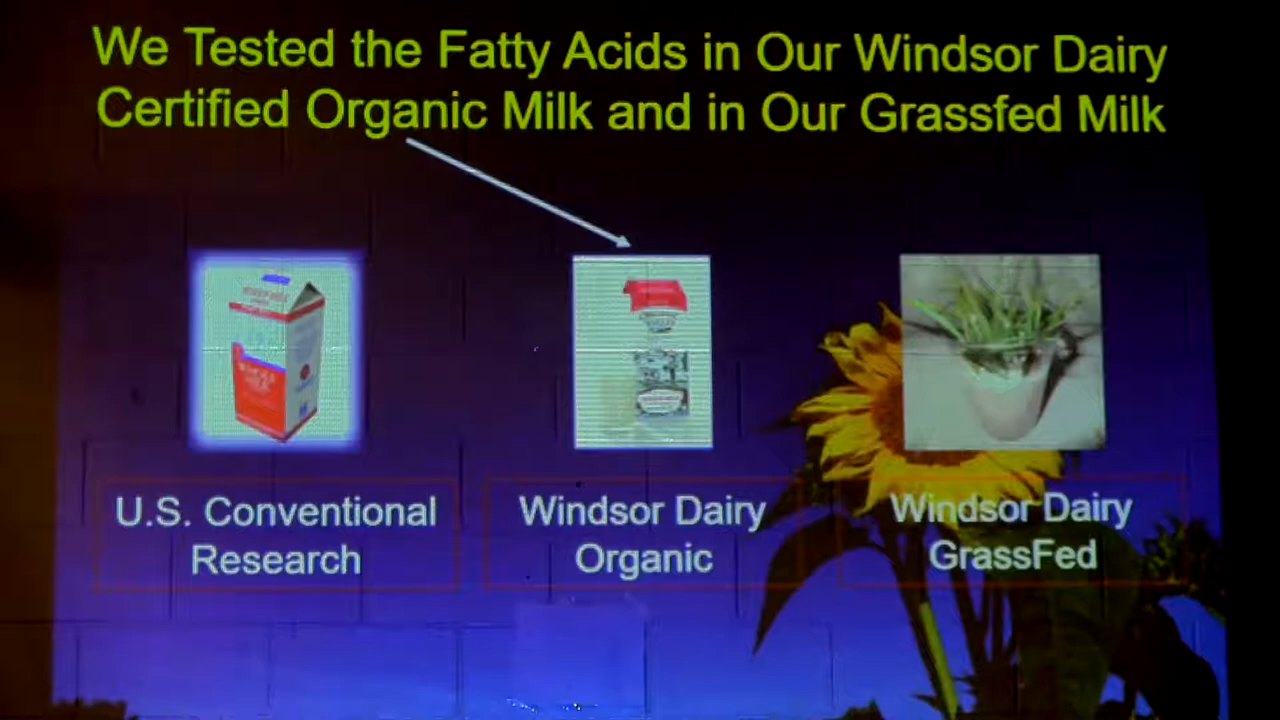 We Tested the Fatty Acids in Our Windsor Dairy
Certified Organic Milk and in Our Grassfed Milk
U.S. Conventional
Research
Windsor Dairy
Organic
Windsor Dairy
GrassFed